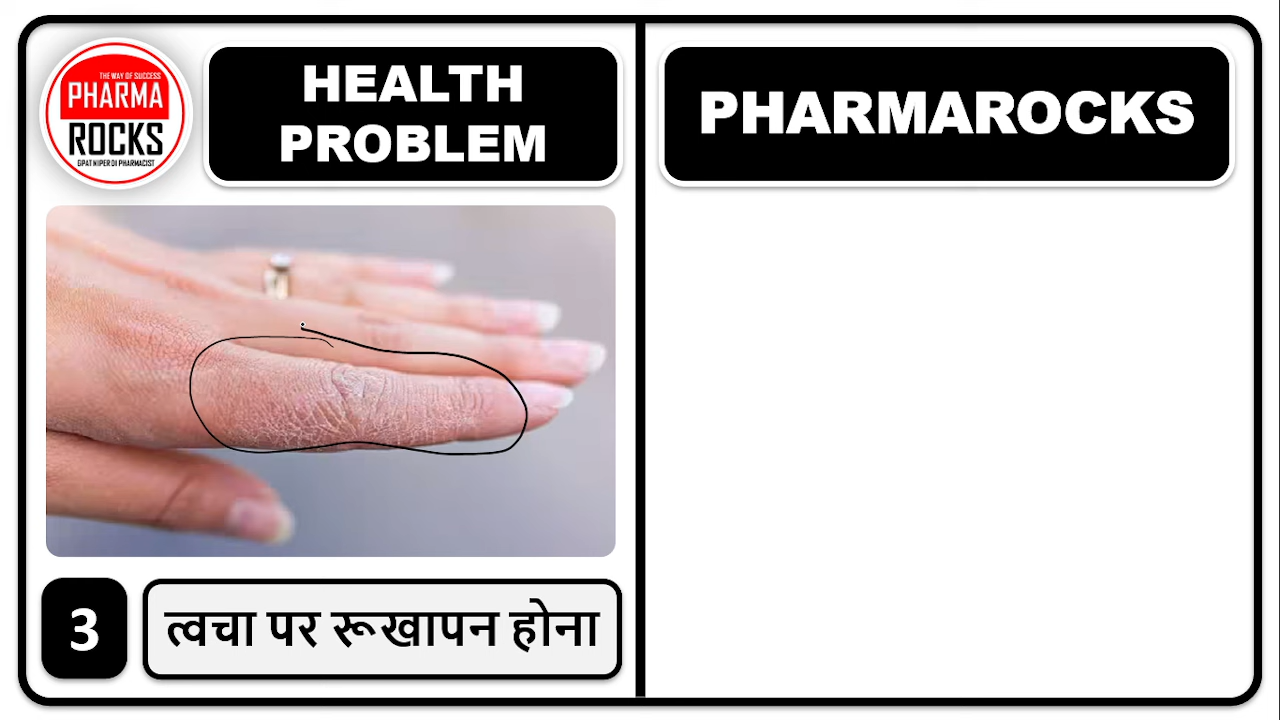 THE WAY OF SUCCESS
PHARMA
ROCKS
GPAT NIPER DI PHARMACIST
HEALTH
PROBLEM
PHARMAROCKS
3
त्वचा पर रूखापन होना